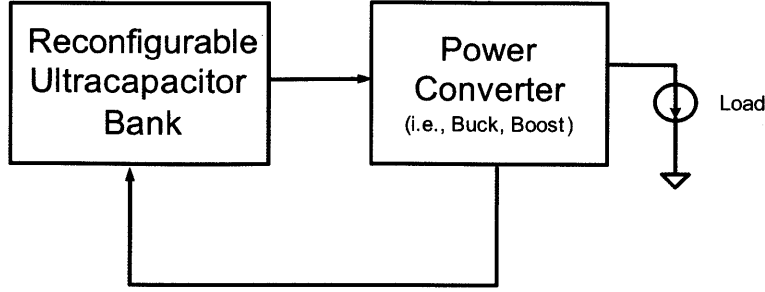 Reconfigurable
Ultracapacitor
Bank
Power
Converter
(i.e., Buck, Boost)
Load